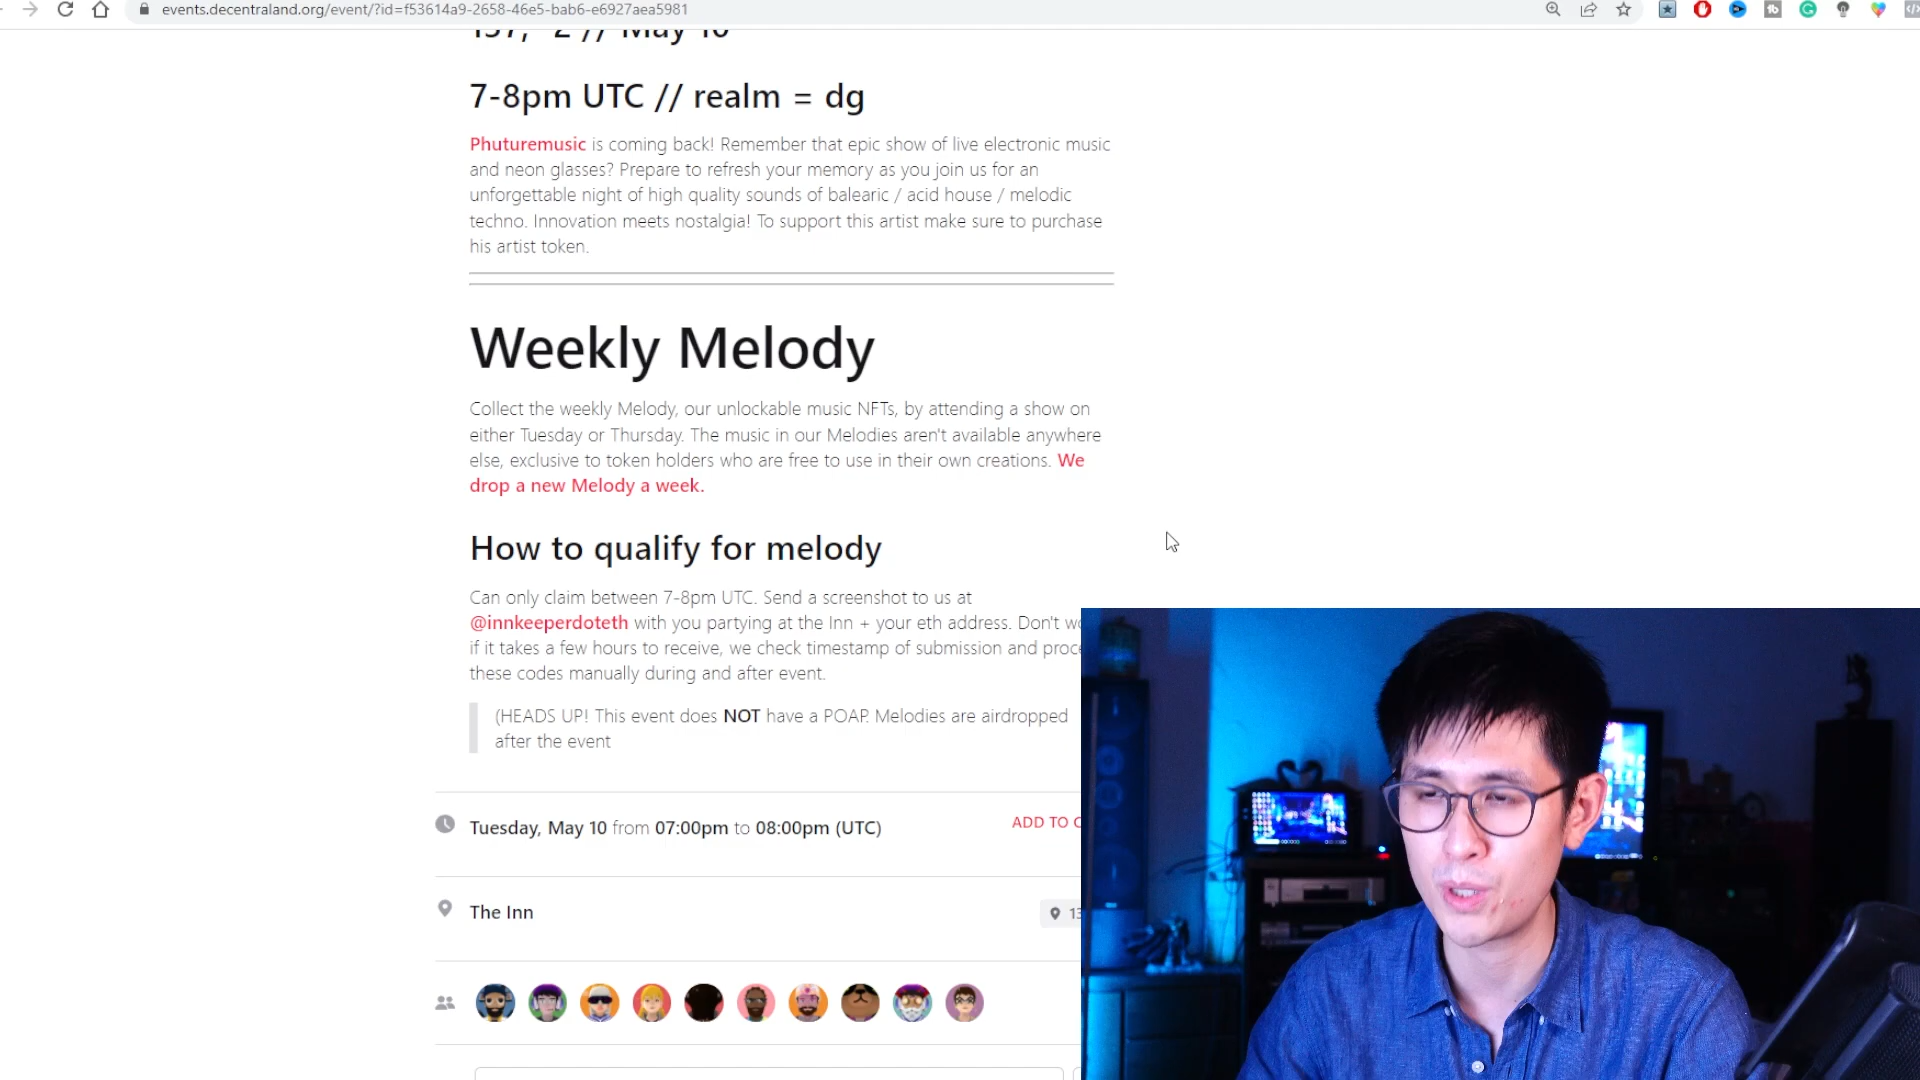 events.decentraland.org/event/?id=f53614a9-2658-46e5-bab6-e6927aea5981
137, -2 // May 10
7-8pm UTC // realm = dg
Phuturemusic is coming back! Remember that epic show of live electronic music
and neon glasses? Prepare to refresh your memory as you join us for an
unforgettable night of high quality sounds of balearic / acid house / melodic
techno. Innovation meets nostalgia! To support this artist make sure to purchase
his artist token.
Weekly Melody
Collect the weekly Melody, our unlockable music NFTs, by attending a show on
either Tuesday or Thursday. The music in our Melodies aren't available anywhere
else, exclusive to token holders who are free to use in their own creations. We
drop a new Melody a week.
How to qualify for melody
Can only claim between 7-8pm UTC. Send a screenshot to us at
@innkeeperdoteth with you partying at the Inn + your eth address. Don't wo
if it takes a few hours to receive, we check timestamp of submission and proce
these codes manually during and after event.
(HEADS UP! This event does NOT have a POAP. Melodies are airdropped
after the event
Tuesday, May 10 from 07:00pm to 08:00pm (UTC)
ADD TO C
The Inn
13